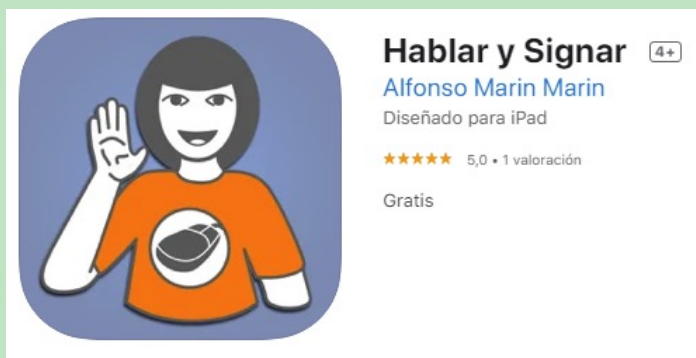 Hablar y Signar 4+
Alfonso Marin Marin
Diseñado para iPad
★★★★★ 5,0 • 1 valoración
Gratis